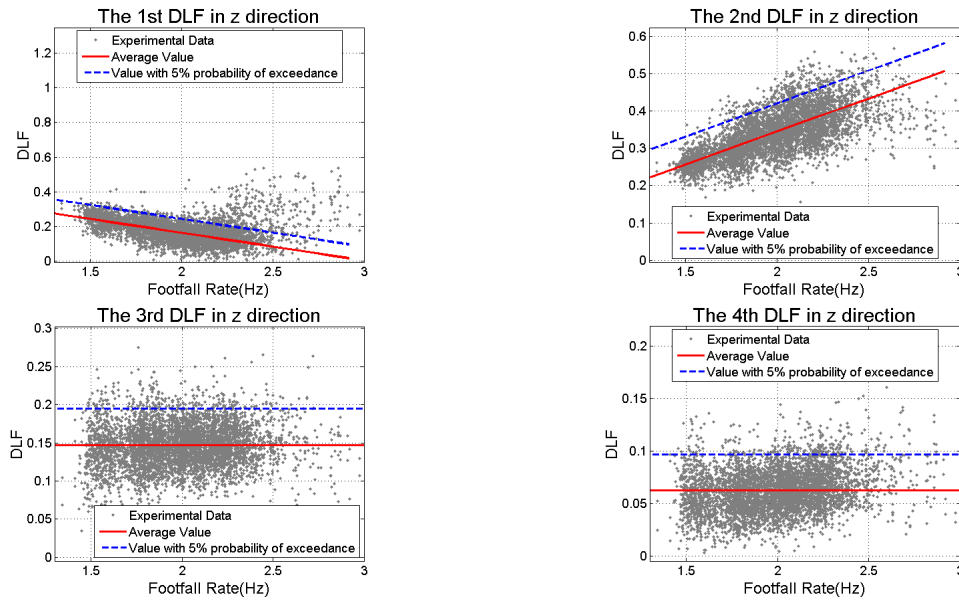 The 1st DLF in z direction
1.2
1
0.8
0.6
0.4
0.2
0
DLF
Experimental Data
Average Value
Value with 5% probability of exceedance
1.5
2
2.5
3
Footfall Rate(Hz)
The 2nd DLF in z direction
0.6
0.5
0.4
0.3
0.2
0.1
0
DLF
Experimental Data
Average Value
Value with 5% probability of exceedance
1.5
2
2.5
3
Footfall Rate(Hz)
The 3rd DLF in z direction
0.3
0.25
0.2
0.15
0.1
0.05
0
DLF
Experimental Data
Average Value
Value with 5% probability of exceedance
1.5
2
2.5
3
Footfall Rate(Hz)
The 4th DLF in z direction
0.2
0.15
0.1
0.05
0
DLF
Experimental Data
Average Value
Value with 5% probability of exceedance
1.5
2
2.5
3
Footfall Rate(Hz)